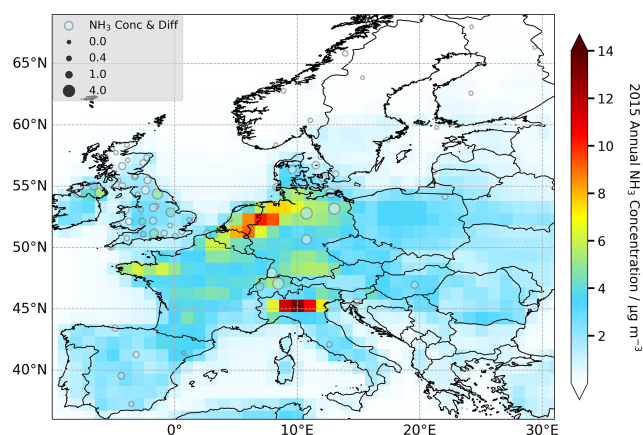 NH₃ Conc & Diff
0.0
0.4
1.0
4.0
65°N
60°N
55°N
50°N
45°N
40°N
0°
10°E
20°E
30°E
14
12
10
8
6
4
2
2015 Annual NH₃ Concentration / μg m⁻³